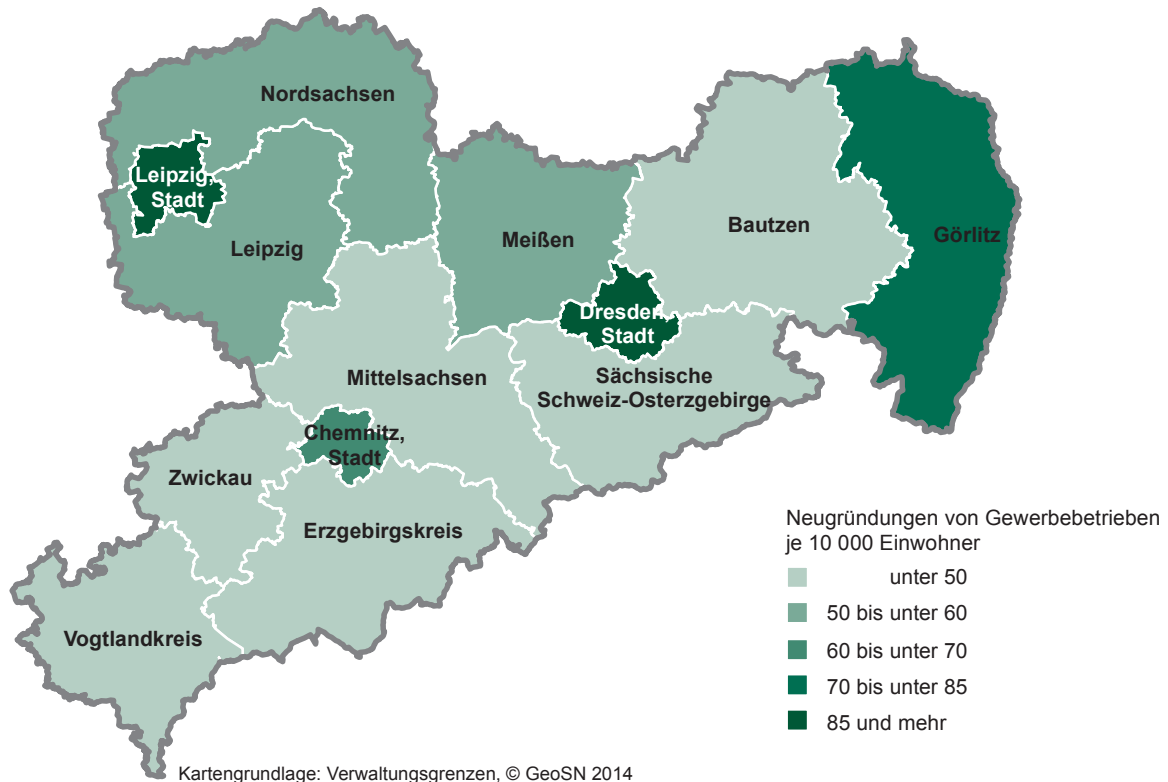 Nordsachsen
Leipzig,
Stadt
Leipzig
Meißen
Bautzen
Görlitz
Dresden,
Stadt
Mittelsachsen
Sächsische
Schweiz-Osterzgebirge
Chemnitz,
Stadt
Zwickau
Erzgebirgskreis
Vogtlandkreis
Neugründungen von Gewerbebetrieben
je 10 000 Einwohner
unter 50
50 bis unter 60
60 bis unter 70
70 bis unter 85
85 und mehr
Kartengrundlage: Verwaltungsgrenzen, © GeoSN 2014